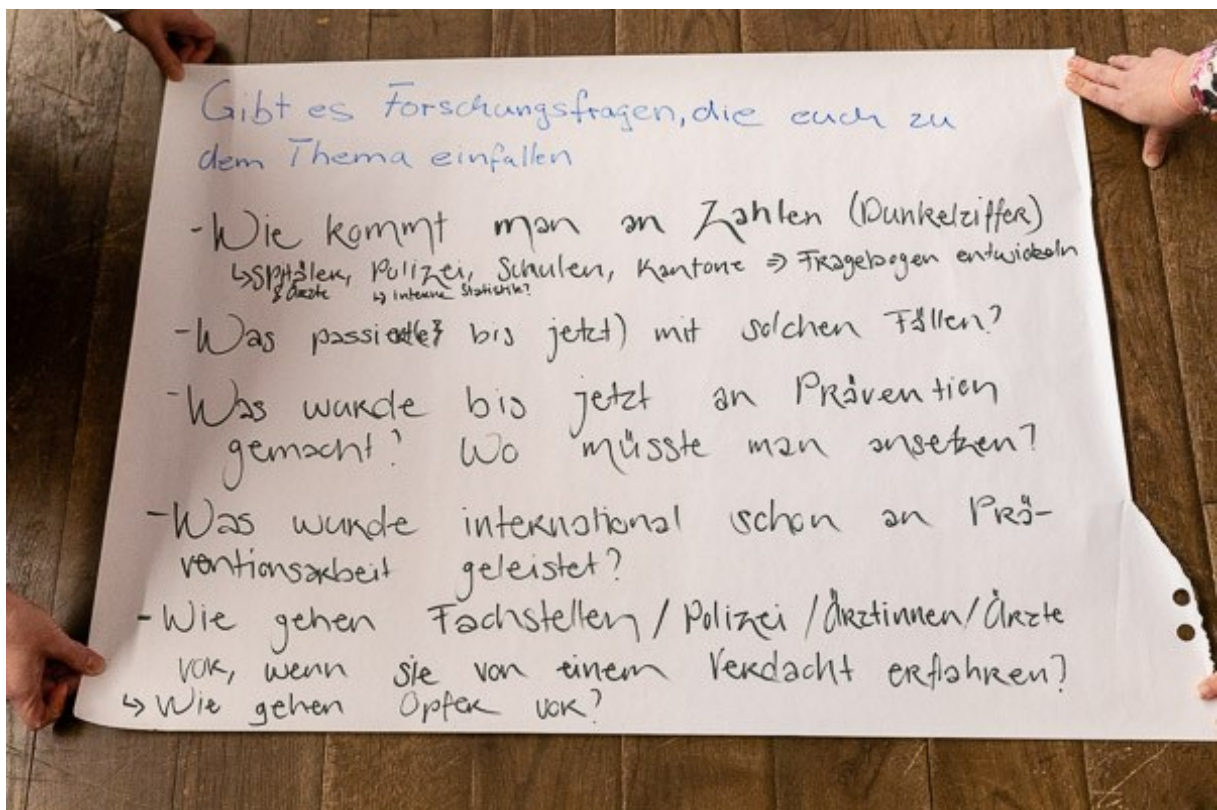 Gibt es Forschungsfragen, die euch zu
dem Thema einfallen
- Wie kommt man an Zahlen (Dunkelziffer)
↳ Spitäler, Polizei, Schulen, Kantone ⇒ Fragebogen entwickeln
& Ärzte ↳ interne Statistik?
- Was bis jetzt) mit solchen Fällen?
- Was wurde bis jetzt an Prävention
gemacht? Wo müsste man ansetzen?
- Was wurde international schon an Prä-
ventionsarbeit geleistet?
- Wie gehen Fachstellen / Polizei / Ärztinnen / Ärzte
vor, wenn sie von einem Verdacht erfahren?
↳ Wie gehen Opfer vor?